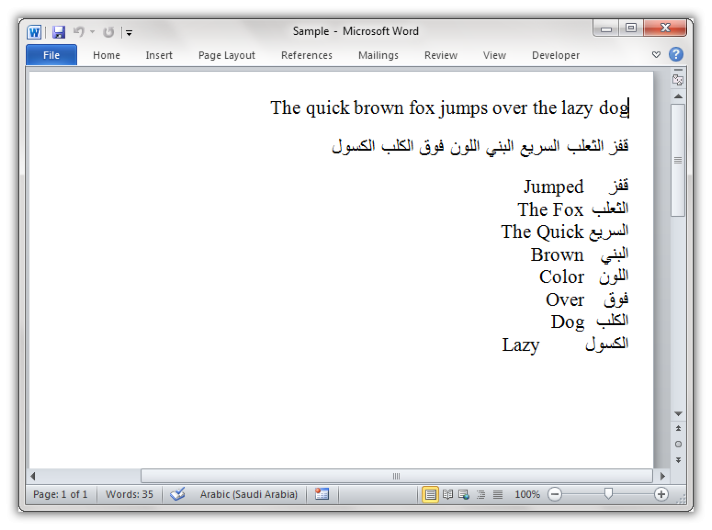 Sample - Microsoft Word
File Home Insert Page Layout References Mailings Review View Developer
The quick brown fox jumps over the lazy dog
قفز الثعلب السريع البني اللون فوق الكلب الكسول
قفز Jumped
الثعلب The Fox
السريع The Quick
البني Brown
اللون Color
فوق Over
الكلب Dog
الكسول Lazy
Page: 1 of 1 Words: 35 Arabic (Saudi Arabia) 100%